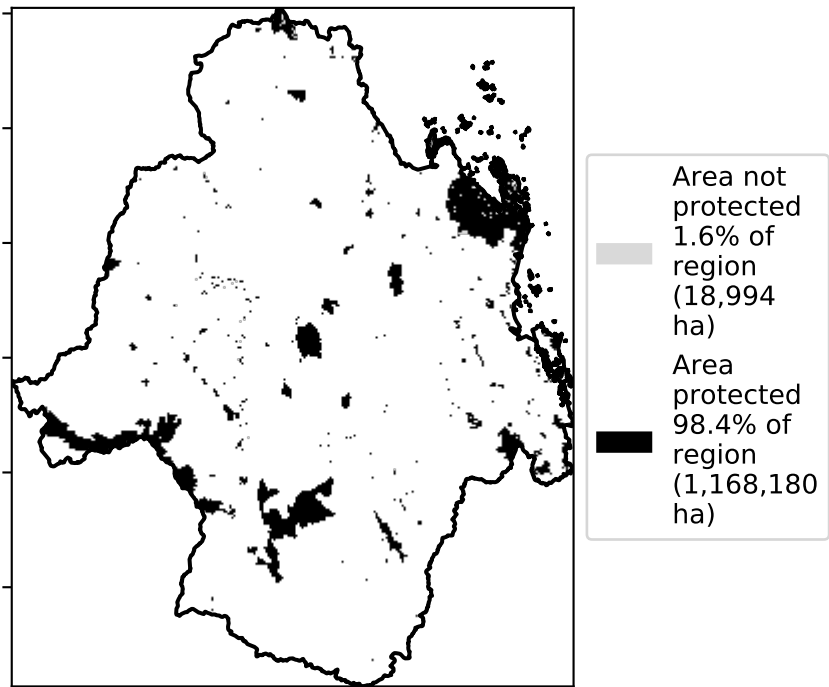 Area not
protected
1.6% of
region
(18,994
ha)
Area
protected
98.4% of
region
(1,168,180
ha)